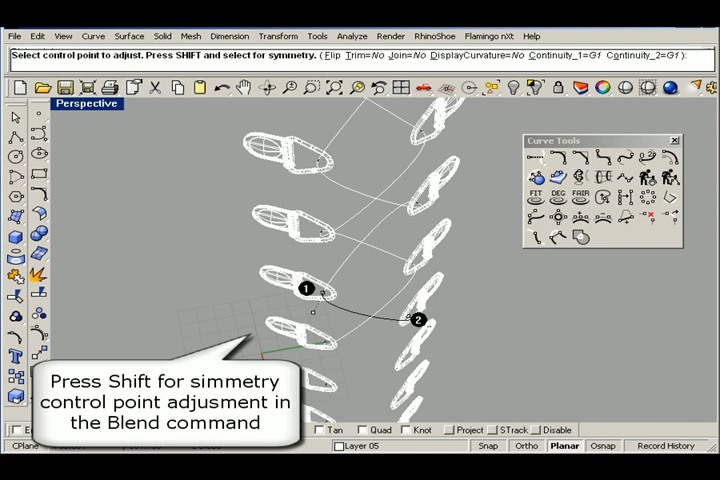 File Edit View Curve Surface Solid Mesh Dimension Transform Tools Analyze Render RhinoShoe Flamingo nXt Help
Select control point to adjust. Press SHIFT and select for symmetry. ( Flip Trim=No Join=No DisplayCurvature=No Continuity_1=G1 Continuity_2=G1 ):
Perspective
Curve Tools
FIT DEG FAIR
1
2
Press Shift for simmetry
control point adjusment in
the Blend command
Tan Quad Knot Project STrack Disable
CPlane
Layer 05
Snap Ortho Planar Osnap Record History